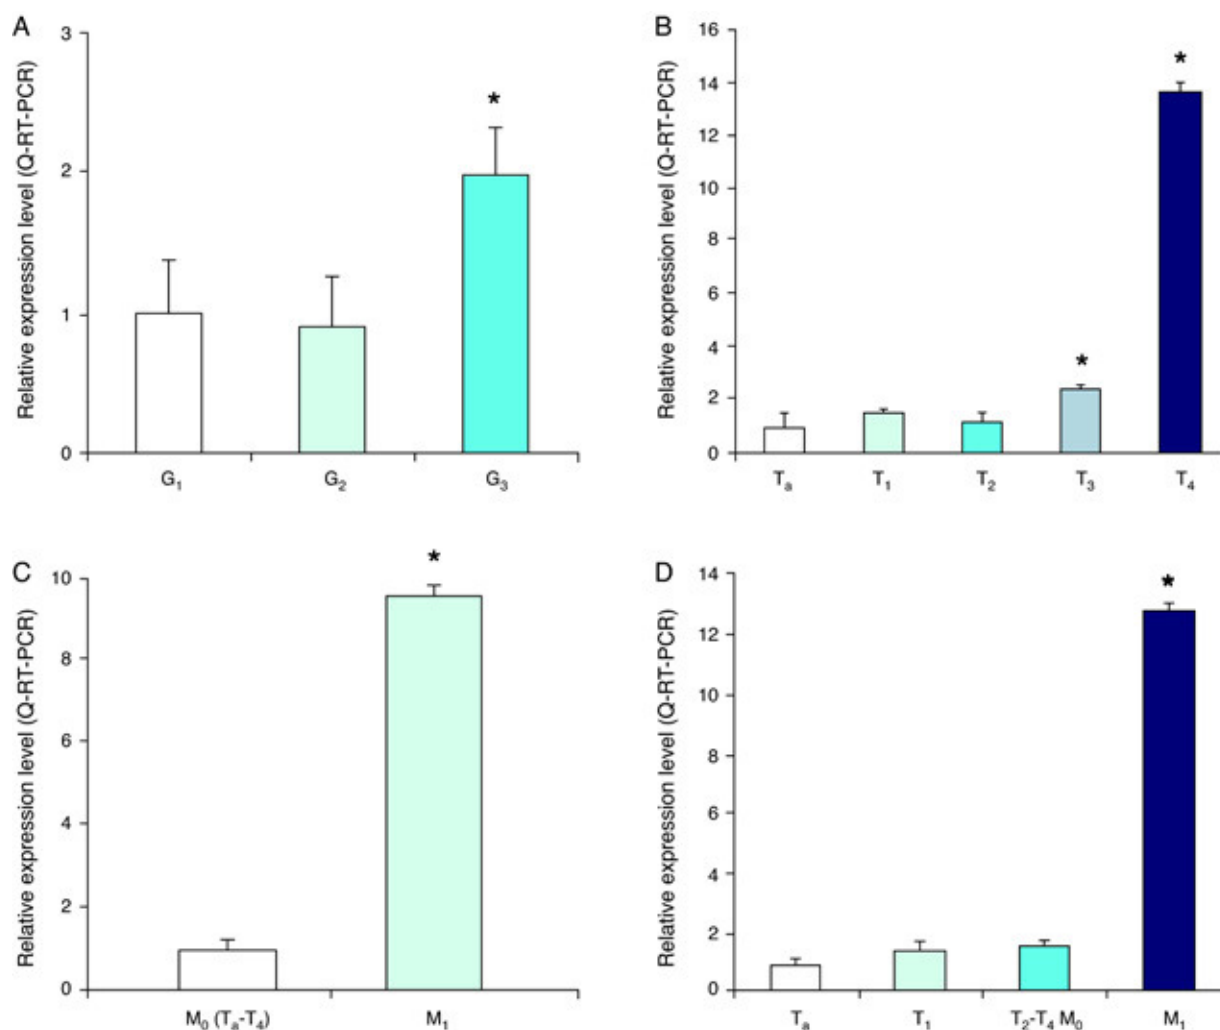 A
Relative expression level (Q-RT-PCR)
3
2
1
0
*
G₁ G₂ G₃
B
Relative expression level (Q-RT-PCR)
16
14
12
10
8
6
4
2
0
*
*
Tₐ T₁ T₂ T₃ T₄
C
Relative expression level (Q-RT-PCR)
10
8
6
4
2
0
*
M₀ (Tₐ-T₄) M₁
D
Relative expression level (Q-RT-PCR)
14
12
10
8
6
4
2
0
*
Tₐ T₁ T₂-T₄ M₀ M₁